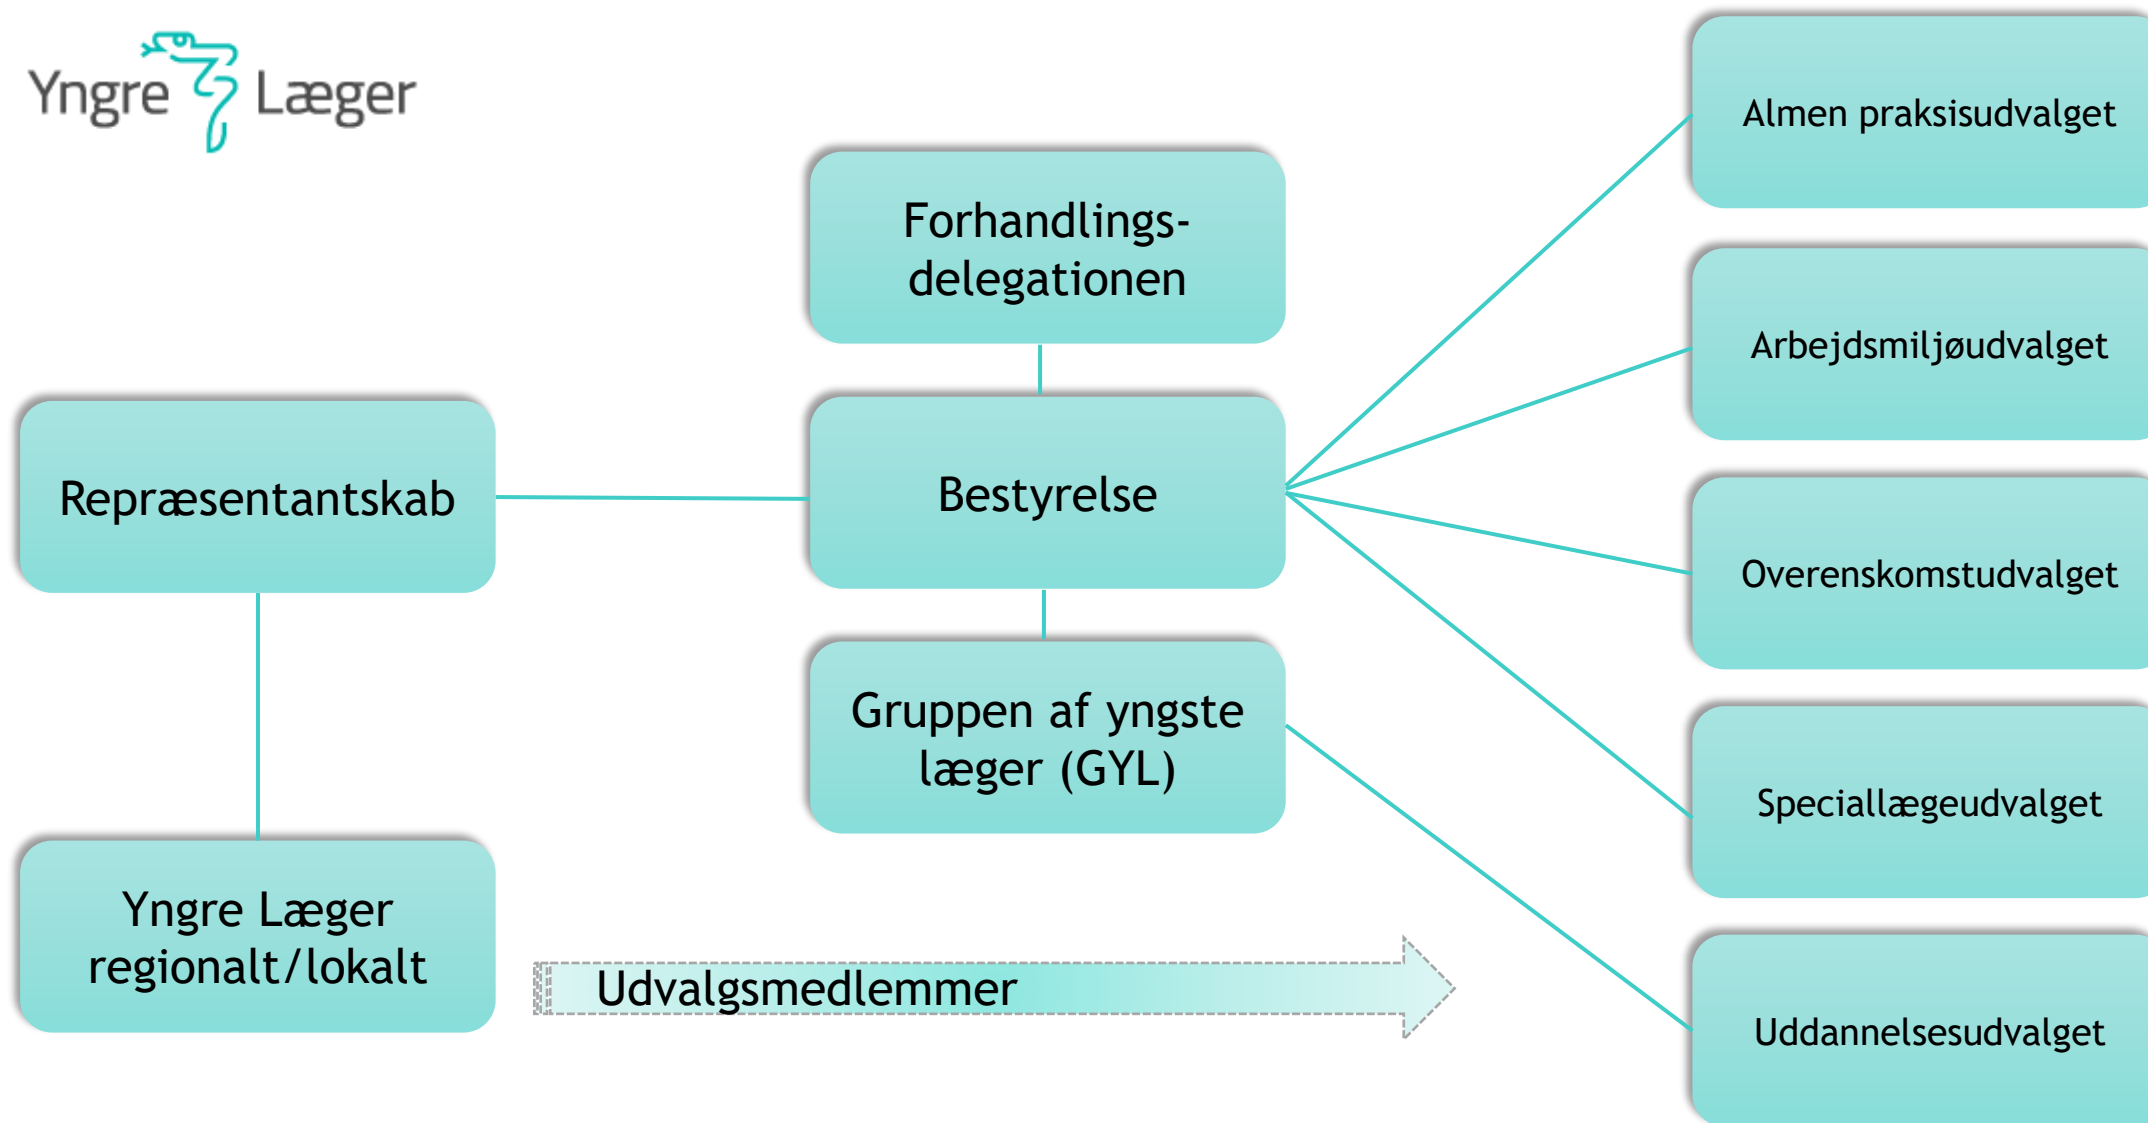 Yngre Læger
Forhandlings-
delegationen
Repræsentantskab
Bestyrelse
Gruppen af yngste
læger (GYL)
Yngre Læger
regionalt/lokalt
Udvalgsmedlemmer
Almen praksisudvalget
Arbejdsmiljøudvalget
Overenskomstudvalget
Speciallægeudvalget
Uddannelsesudvalget